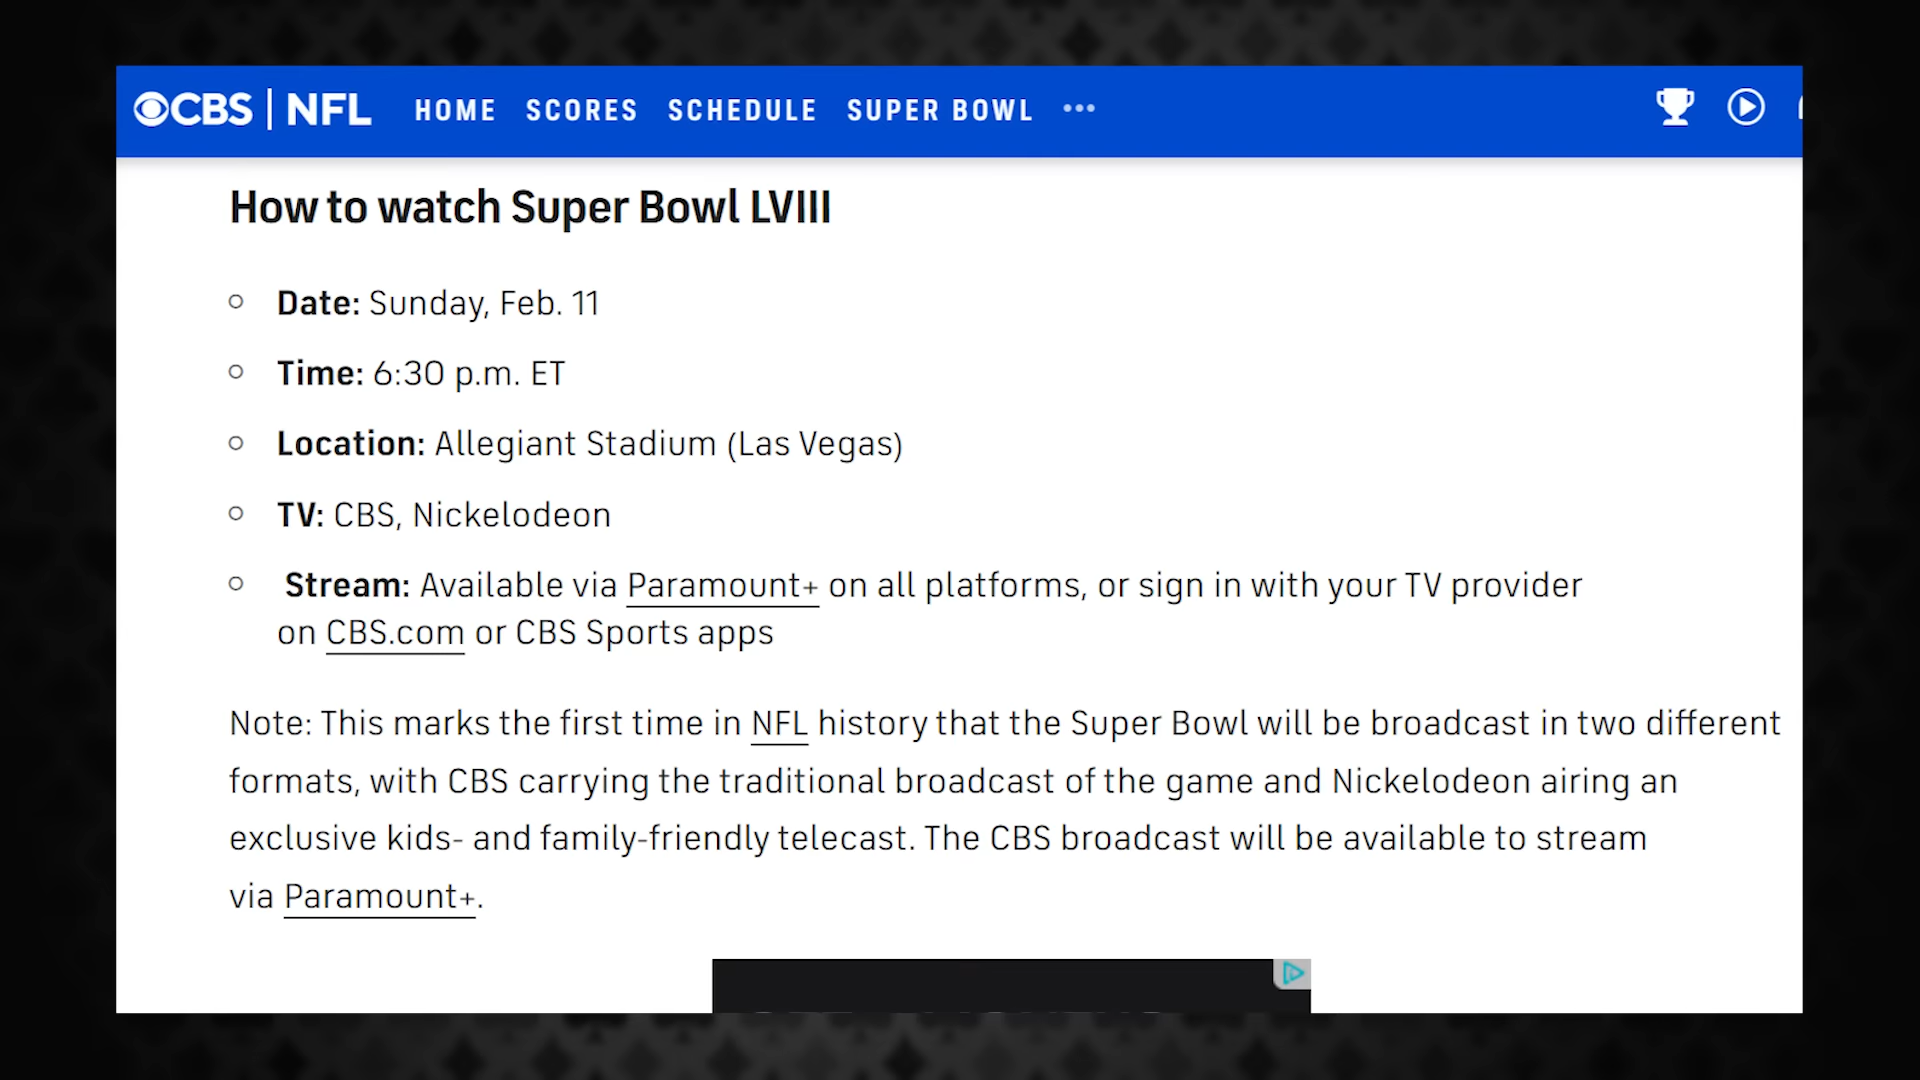 CBS | NFL HOME SCORES SCHEDULE SUPER BOWL •••
How to watch Super Bowl LVIII
Date: Sunday, Feb. 11
Time: 6:30 p.m. ET
Location: Allegiant Stadium (Las Vegas)
TV: CBS, Nickelodeon
Stream: Available via Paramount+ on all platforms, or sign in with your TV provider
on CBS.com or CBS Sports apps
Note: This marks the first time in NFL history that the Super Bowl will be broadcast in two different
formats, with CBS carrying the traditional broadcast of the game and Nickelodeon airing an
exclusive kids- and family-friendly telecast. The CBS broadcast will be available to stream
via Paramount+.